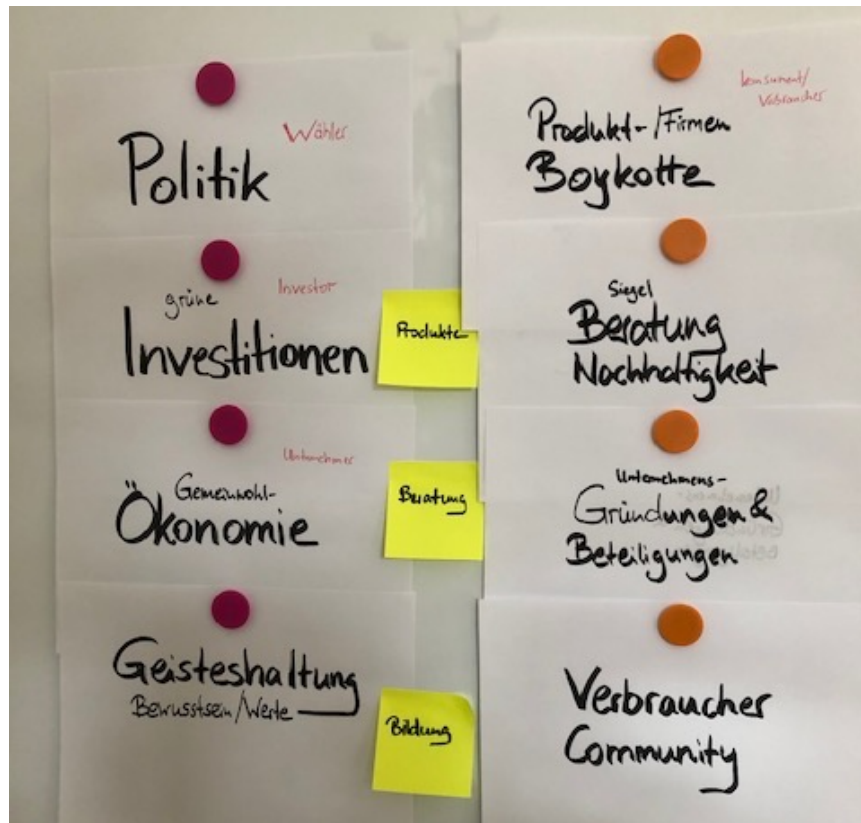 Wähler
Politik
grüne
Investor
Investitionen
Produkte
Gemeinwohl-
Unternehmer
Ökonomie
Beratung
Geisteshaltung
Bewusstsein/Werte
Bildung
Konsument/
Verbraucher
Produkt-/Firmen
Boykotte
Siegel
Beratung
Nachhaltigkeit
Unternehmens-
Gründungen &
Beteiligungen
Verbraucher
Community